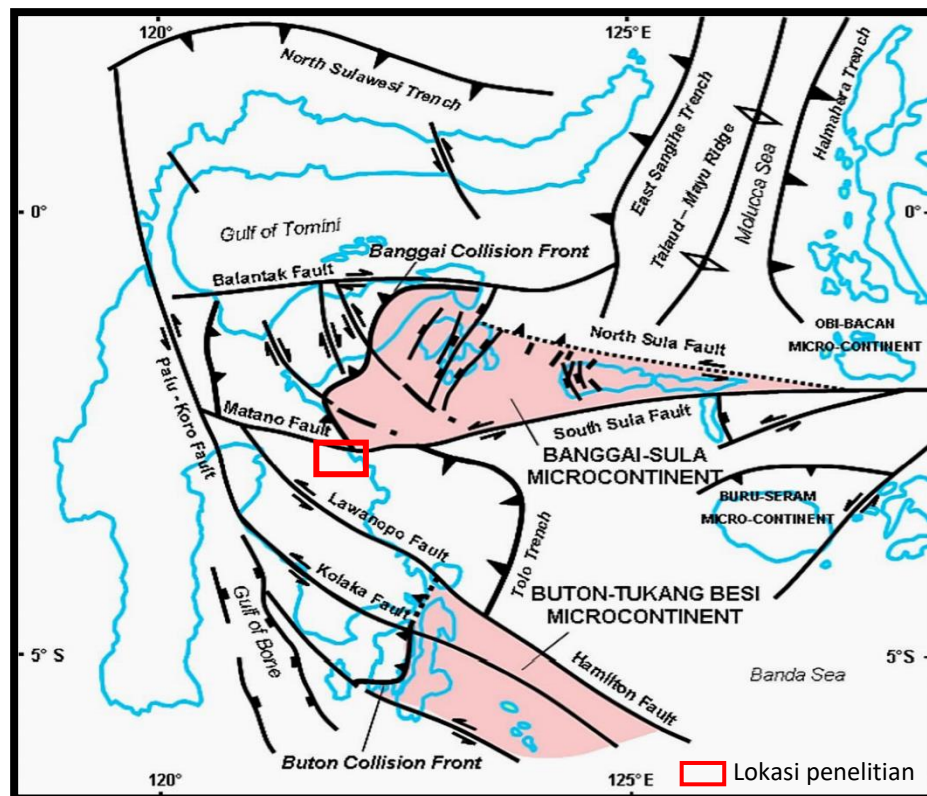 120°
125°E
North Sulawesi Trench
East Sangihe Trench
Talaud – Mayu Ridge
Molucca Sea
Halmahera Trench
0°
0°
Gulf of Tomini
Banggai Collision Front
Balantak Fault
North Sula Fault
OBI-BACAN
MICRO-CONTINENT
Palu - Koro Fault
Matano Fault
South Sula Fault
BANGGAI-SULA
MICROCONTINENT
BURU-SERAM
MICRO-CONTINENT
Lawanopo Fault
Tolo Trench
Kolaka Fault
BUTON-TUKANG BESI
MICROCONTINENT
Gulf of Bone
Hamilton Fault
5° S
5°S
Banda Sea
Buton Collision Front
Lokasi penelitian
120°
125°E